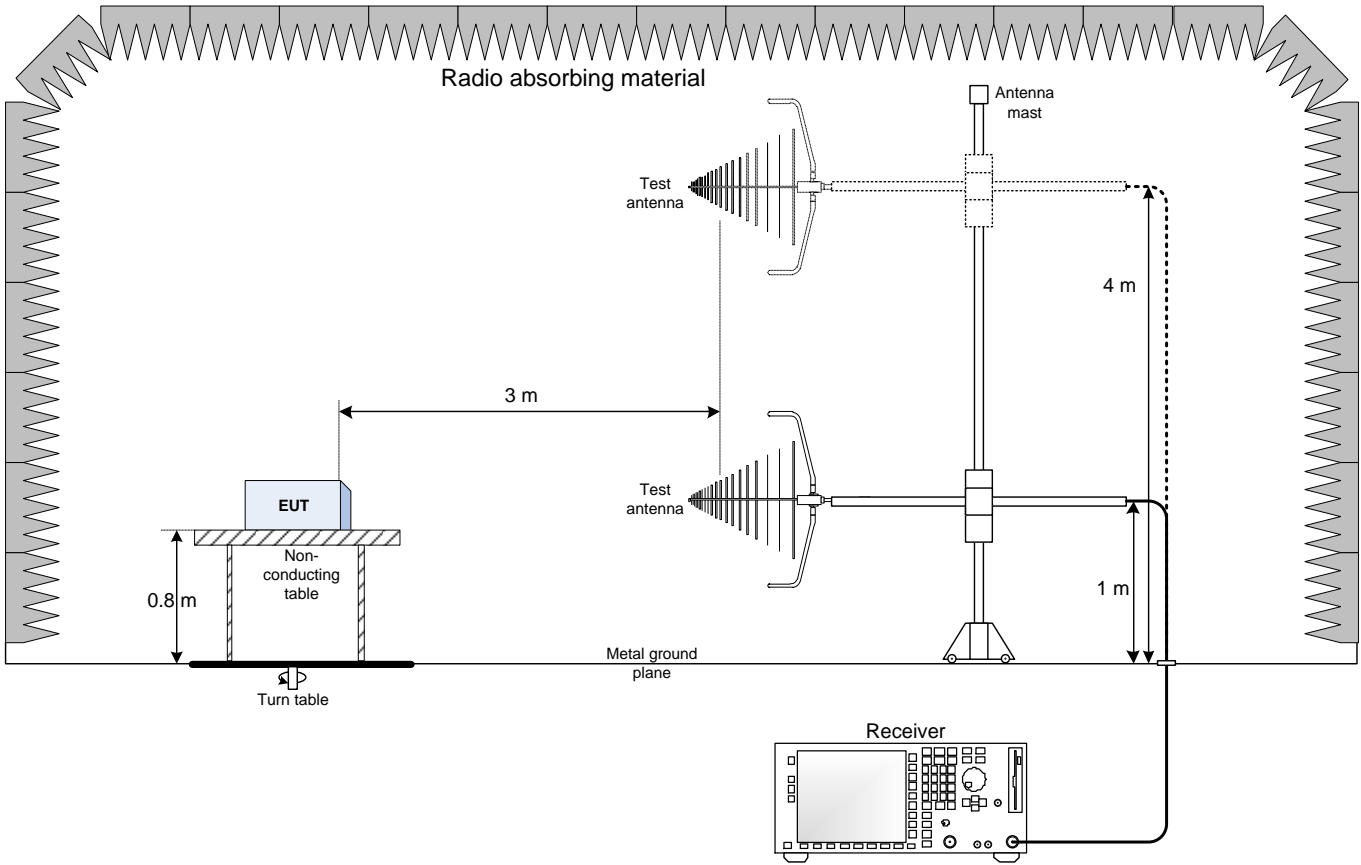 Radio absorbing material
Antenna
mast
Test
antenna
4 m
3 m
Test
antenna
EUT
Non-
conducting
table
0.8 m
1 m
Metal ground
plane
Turn table
Receiver